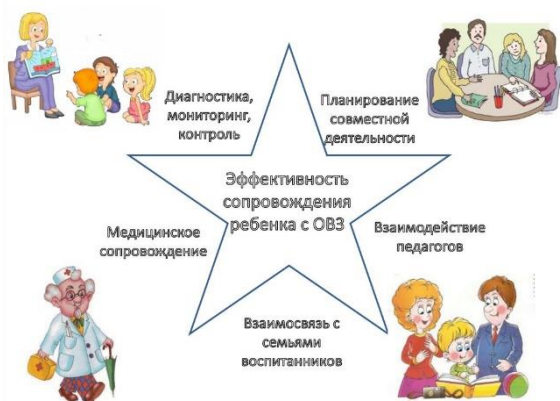 Диагностика,
мониторинг,
контроль
Планирование
совместной
деятельности
Эффективность
сопровождения
ребенка с ОВЗ
Медицинское
сопровождение
Взаимодействие
педагогов
Взаимосвязь с
семьями
воспитанников